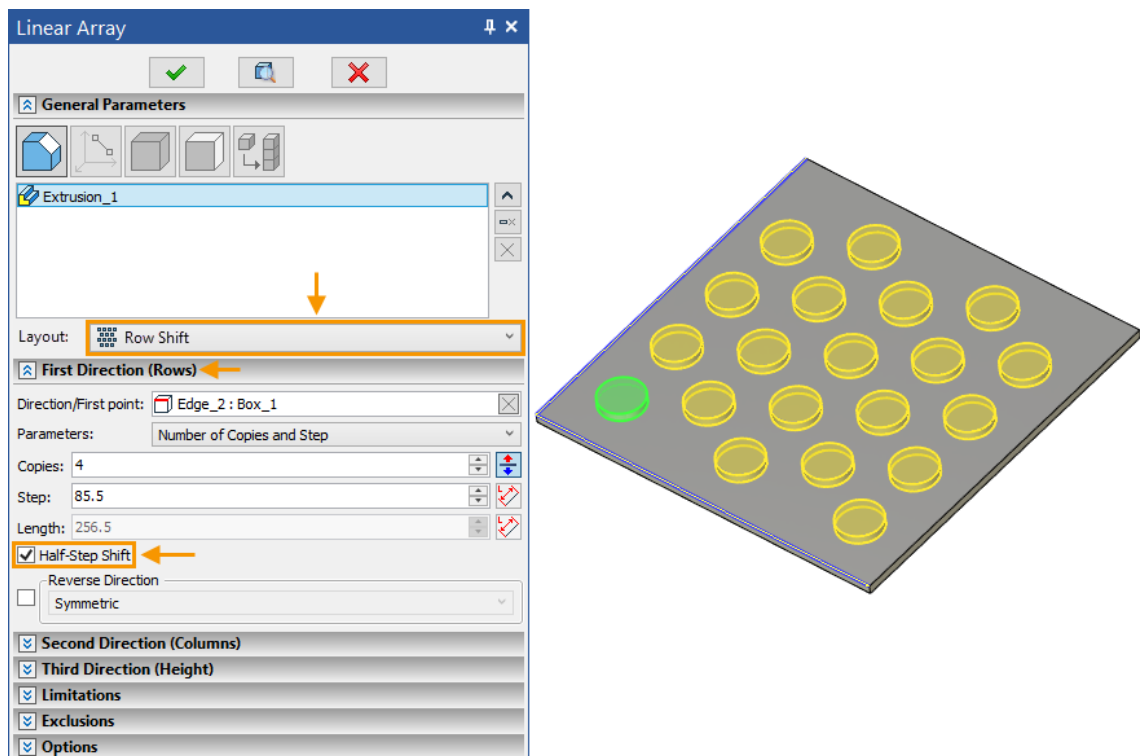 Linear Array
General Parameters
Extrusion_1
Layout: Row Shift
First Direction (Rows)
Direction/First point: Edge_2 : Box_1
Parameters: Number of Copies and Step
Copies: 4
Step: 85.5
Length: 256.5
Half-Step Shift
Reverse Direction
Symmetric
Second Direction (Columns)
Third Direction (Height)
Limitations
Exclusions
Options